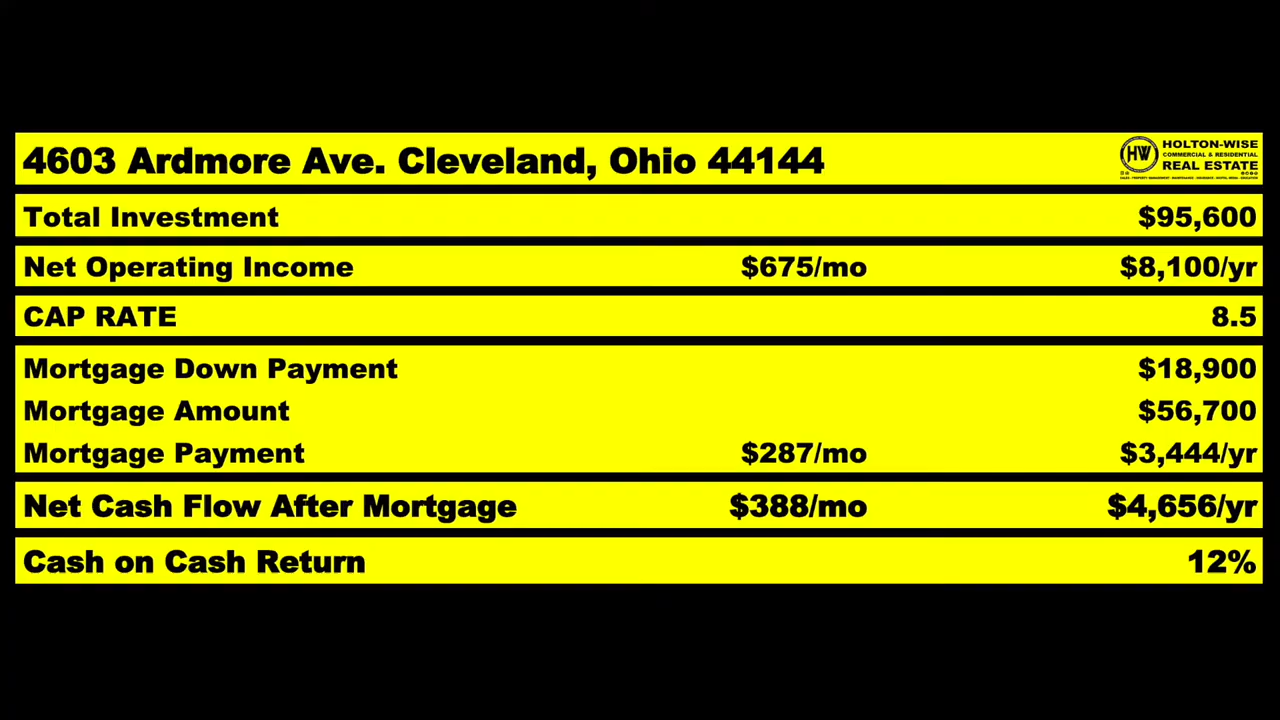 4603 Ardmore Ave. Cleveland, Ohio 44144
HW
HOLTON-WISE
COMMERCIAL & RESIDENTIAL
REAL ESTATE
Total Investment $95,600
Net Operating Income $675/mo $8,100/yr
CAP RATE 8.5
Mortgage Down Payment $18,900
Mortgage Amount $56,700
Mortgage Payment $287/mo $3,444/yr
Net Cash Flow After Mortgage $388/mo $4,656/yr
Cash on Cash Return 12%